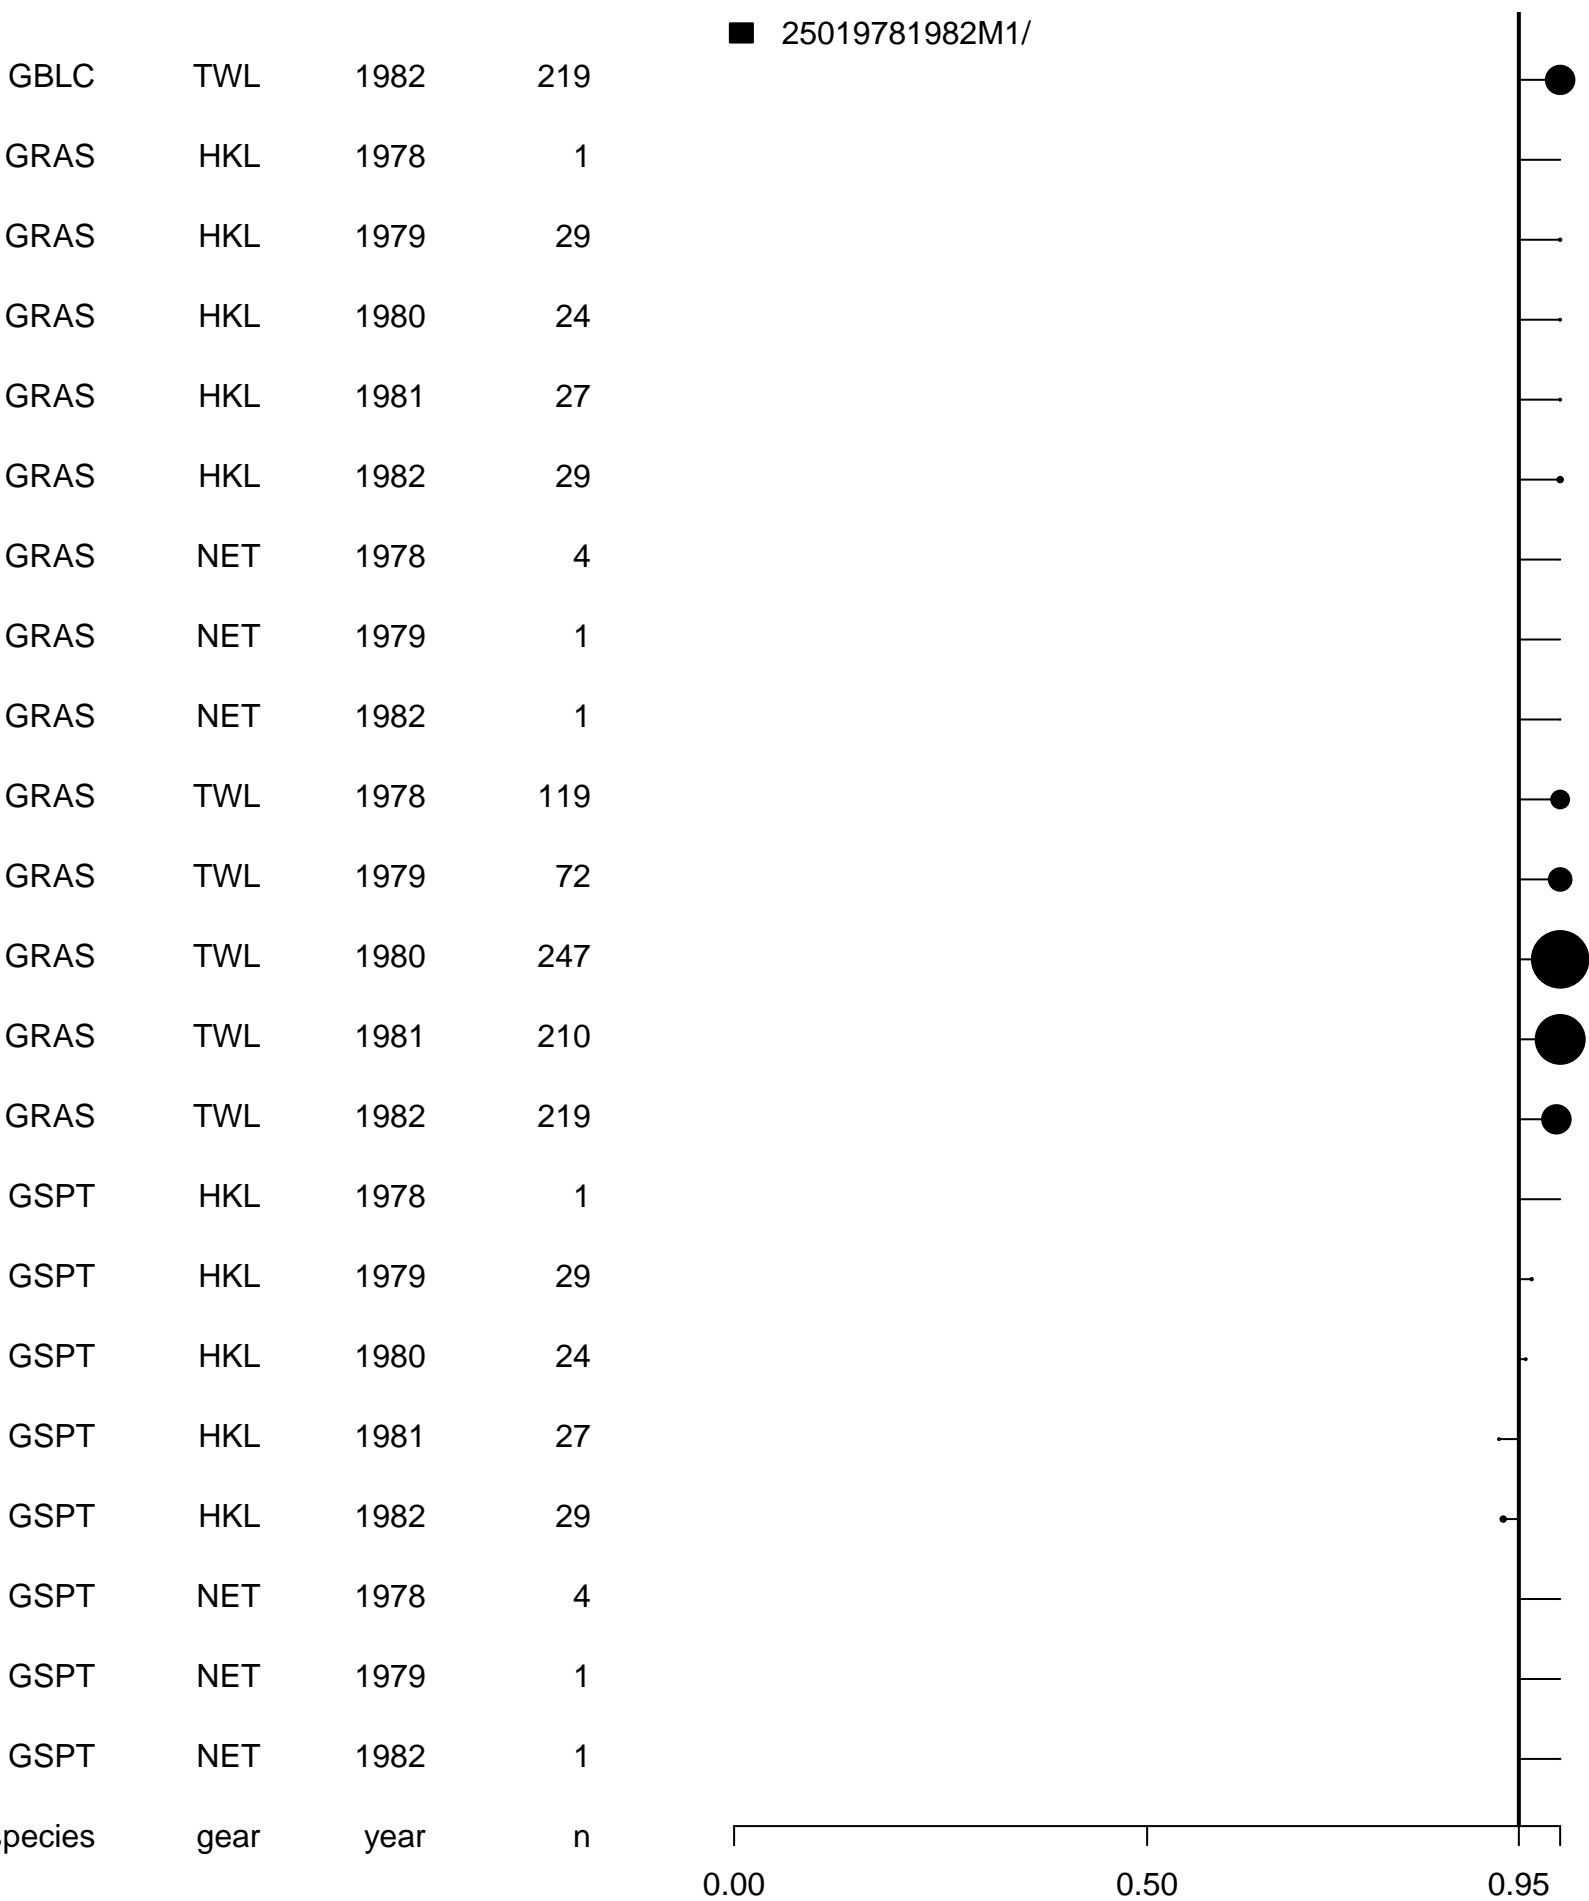 25019781982M1/
GBLC TWL 1982 219
GRAS HKL 1978 1
GRAS HKL 1979 29
GRAS HKL 1980 24
GRAS HKL 1981 27
GRAS HKL 1982 29
GRAS NET 1978 4
GRAS NET 1979 1
GRAS NET 1982 1
GRAS TWL 1978 119
GRAS TWL 1979 72
GRAS TWL 1980 247
GRAS TWL 1981 210
GRAS TWL 1982 219
GSPT HKL 1978 1
GSPT HKL 1979 29
GSPT HKL 1980 24
GSPT HKL 1981 27
GSPT HKL 1982 29
GSPT NET 1978 4
GSPT NET 1979 1
GSPT NET 1982 1
pecies gear year n
0.00 0.50 0.95